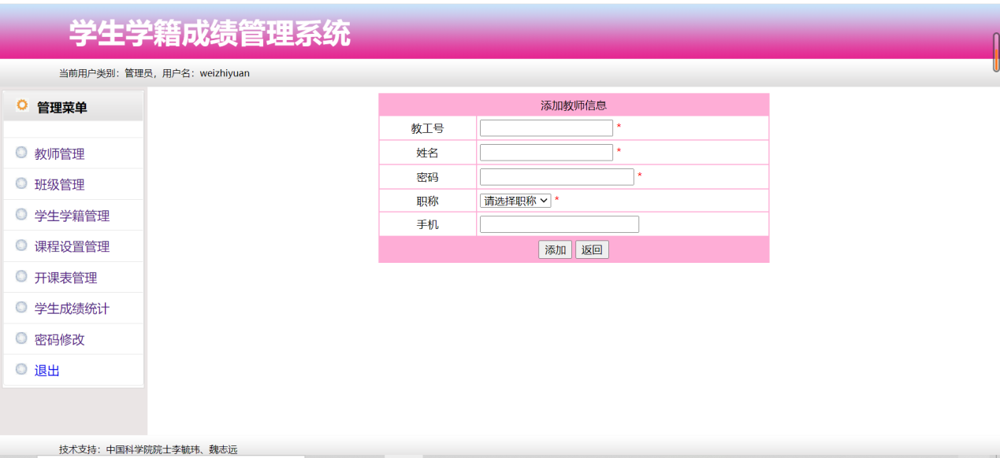 学生学籍成绩管理系统
当前用户类别：管理员，用户名：weizhiyuan
管理菜单
教师管理
班级管理
学生学籍管理
课程设置管理
开课表管理
学生成绩统计
密码修改
退出
添加教师信息
教工号 *
姓名 *
密码 *
职称 请选择职称 *
手机
添加 返回
技术支持：中国科学院院士李毓玮、魏志远